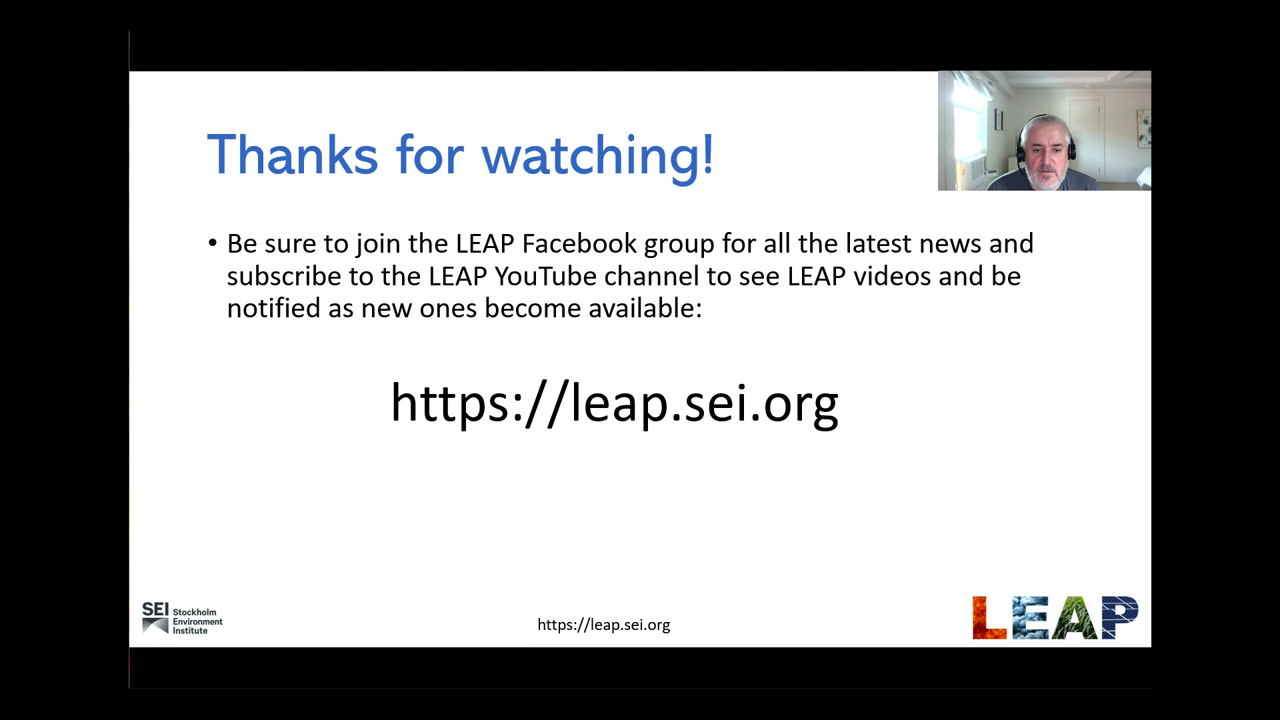 Thanks for watching!
• Be sure to join the LEAP Facebook group for all the latest news and
subscribe to the LEAP YouTube channel to see LEAP videos and be
notified as new ones become available:
https://leap.sei.org
SEI Stockholm
Environment
Institute
https://leap.sei.org
LEAP